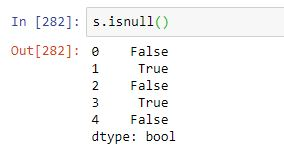 In [282]: s.isnull()
Out[282]: 0    False
1     True
2    False
3     True
4    False
dtype: bool